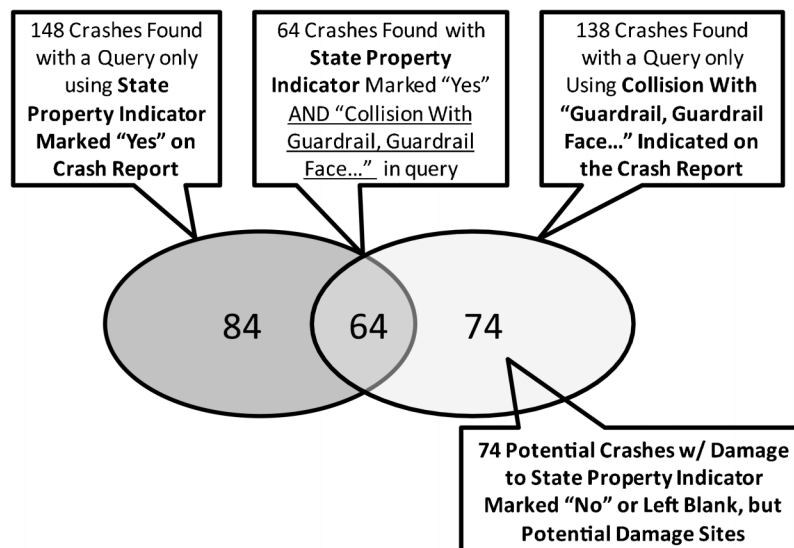 148 Crashes Found
with a Query only
using State
Property Indicator
Marked “Yes” on
Crash Report
64 Crashes Found with
State Property
Indicator Marked “Yes”
AND “Collision With
Guardrail, Guardrail
Face…” in query
138 Crashes Found
with a Query only
Using Collision With
“Guardrail, Guardrail
Face…” Indicated on
the Crash Report
84
64
74
74 Potential Crashes w/ Damage
to State Property Indicator
Marked “No” or Left Blank, but
Potential Damage Sites